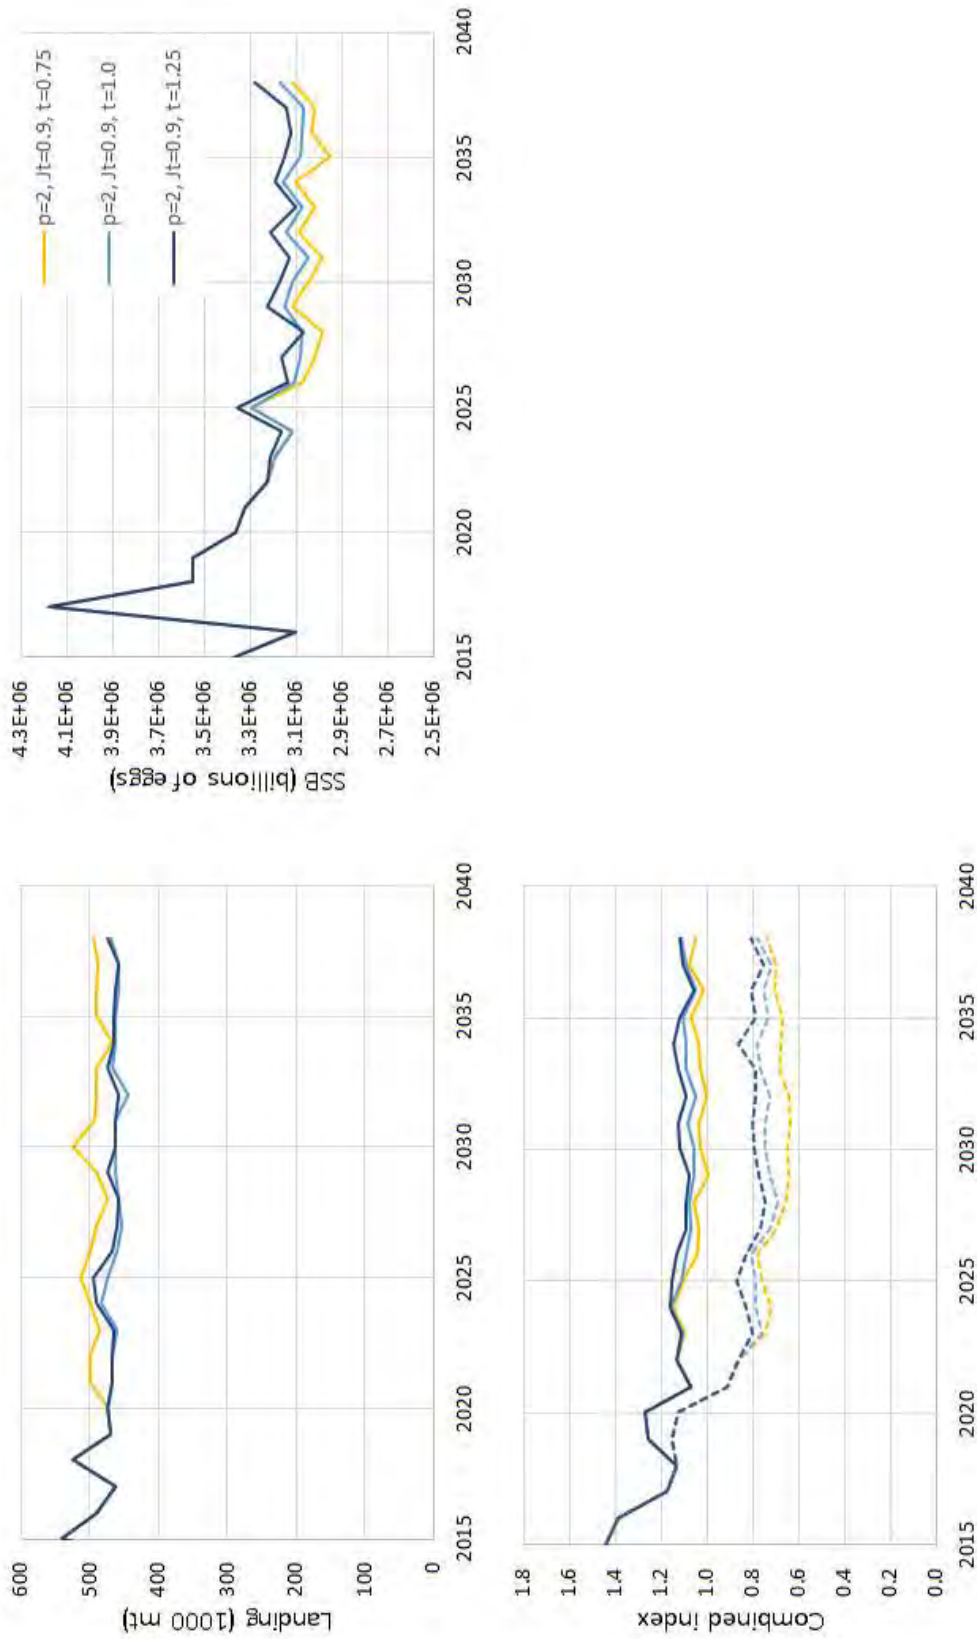 600
500
400
300
200
100
0
Landing (1000 mt)
2015
2020
2025
2030
2035
2040
4.3E+06
4.1E+06
3.9E+06
3.7E+06
3.5E+06
3.3E+06
3.1E+06
2.9E+06
2.7E+06
2.5E+06
SSB (billions of eggs)
2015
2020
2025
2030
2035
2040
p=2, Jt=0.9, t=0.75
p=2, Jt=0.9, t=1.0
p=2, Jt=0.9, t=1.25
1.8
1.6
1.4
1.2
1.0
0.8
0.6
0.4
0.2
0.0
Combined index
2015
2020
2025
2030
2035
2040